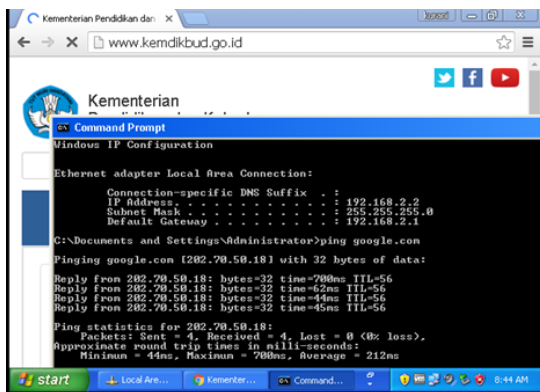 Kementerian Pendidikan dan
www.kemdikbud.go.id
Kementerian
Command Prompt
Windows IP Configuration
Ethernet adapter Local Area Connection:
Connection-specific DNS Suffix . :
IP Address. . . . . . . . . . . . : 192.168.2.2
Subnet Mask . . . . . . . . . . . : 255.255.255.0
Default Gateway . . . . . . . . . : 192.168.2.1
C:\Documents and Settings\Administrator>ping google.com
Pinging google.com [202.70.50.18] with 32 bytes of data:
Reply from 202.70.50.18: bytes=32 time=700ms TTL=56
Reply from 202.70.50.18: bytes=32 time=62ms TTL=56
Reply from 202.70.50.18: bytes=32 time=44ms TTL=56
Reply from 202.70.50.18: bytes=32 time=45ms TTL=56
Ping statistics for 202.70.50.18:
Packets: Sent = 4, Received = 4, Lost = 0 (0% loss),
Approximate round trip times in milli-seconds:
Minimum = 44ms, Maximum = 700ms, Average = 212ms
start
Local Are...
Kementer...
Command...
8:44 AM